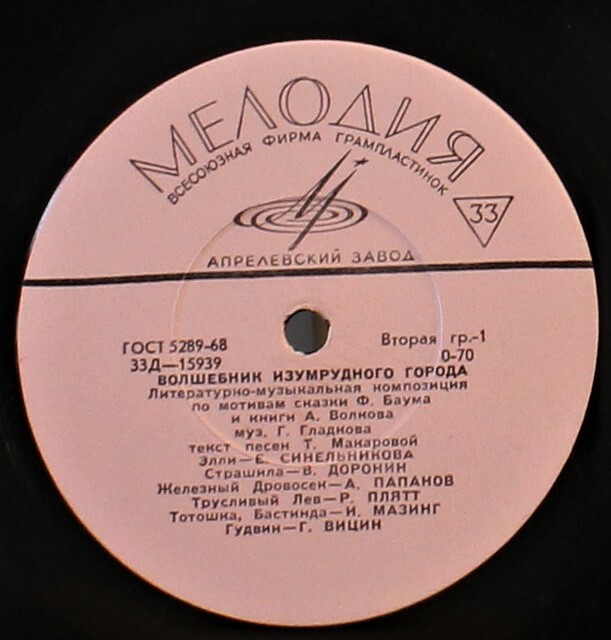 МЕЛОДИЯ
ВСЕСОЮЗНАЯ ФИРМА ГРАМПЛАСТИНОК
33
АПРЕЛЕВСКИЙ ЗАВОД
ГОСТ 5289-68 Вторая гр.-1
33Д—15939 0-70
ВОЛШЕБНИК ИЗУМРУДНОГО ГОРОДА
Литературно-музыкальная композиция
по мотивам сказки Ф. Баума
и книги А. Волкова
муз. Г. Гладкова
текст песен Т. Макаровой
Элли—Е. СИНЕЛЬНИКОВА
Страшила—В. ДОРОНИН
Железный Дровосек—А. ПАПАНОВ
Трусливый Лев—Р. ПЛЯТТ
Тотошка, Бастинда—И. МАЗИНГ
Гудвин—Г. ВИЦИН